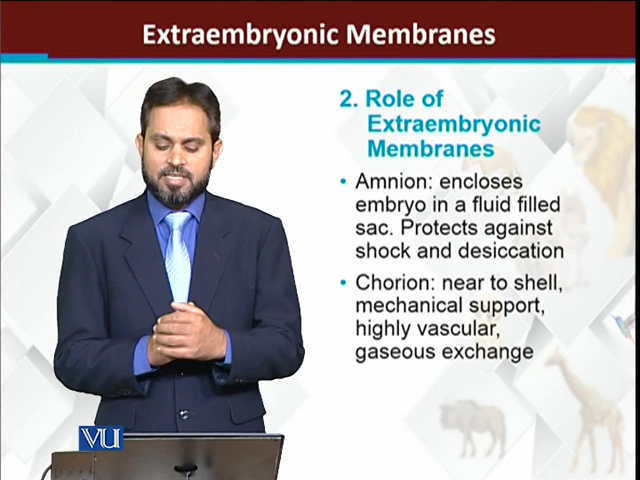 Extraembryonic Membranes
2. Role of
Extraembryonic
Membranes
• Amnion: encloses
embryo in a fluid filled
sac. Protects against
shock and desiccation
• Chorion: near to shell,
mechanical support,
highly vascular,
gaseous exchange
VU